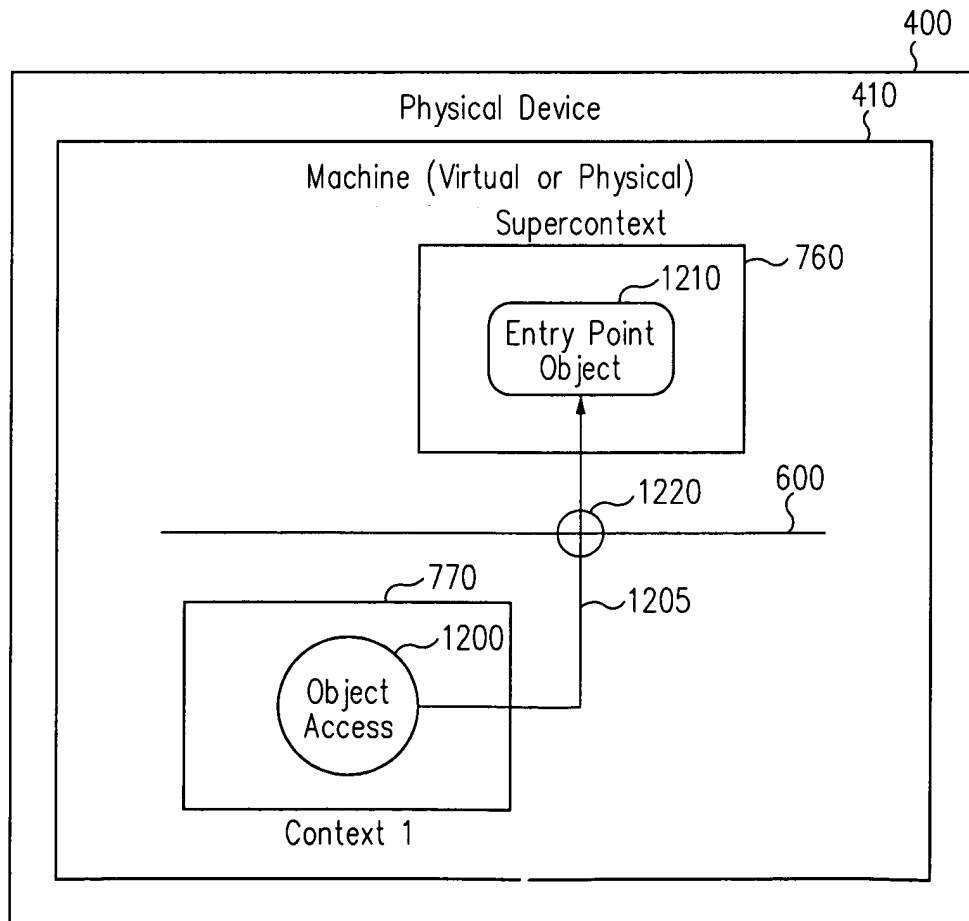 400
Physical Device
410
Machine (Virtual or Physical)
Supercontext
760
1210
Entry Point
Object
1220
600
770
1205
1200
Object
Access
Context 1